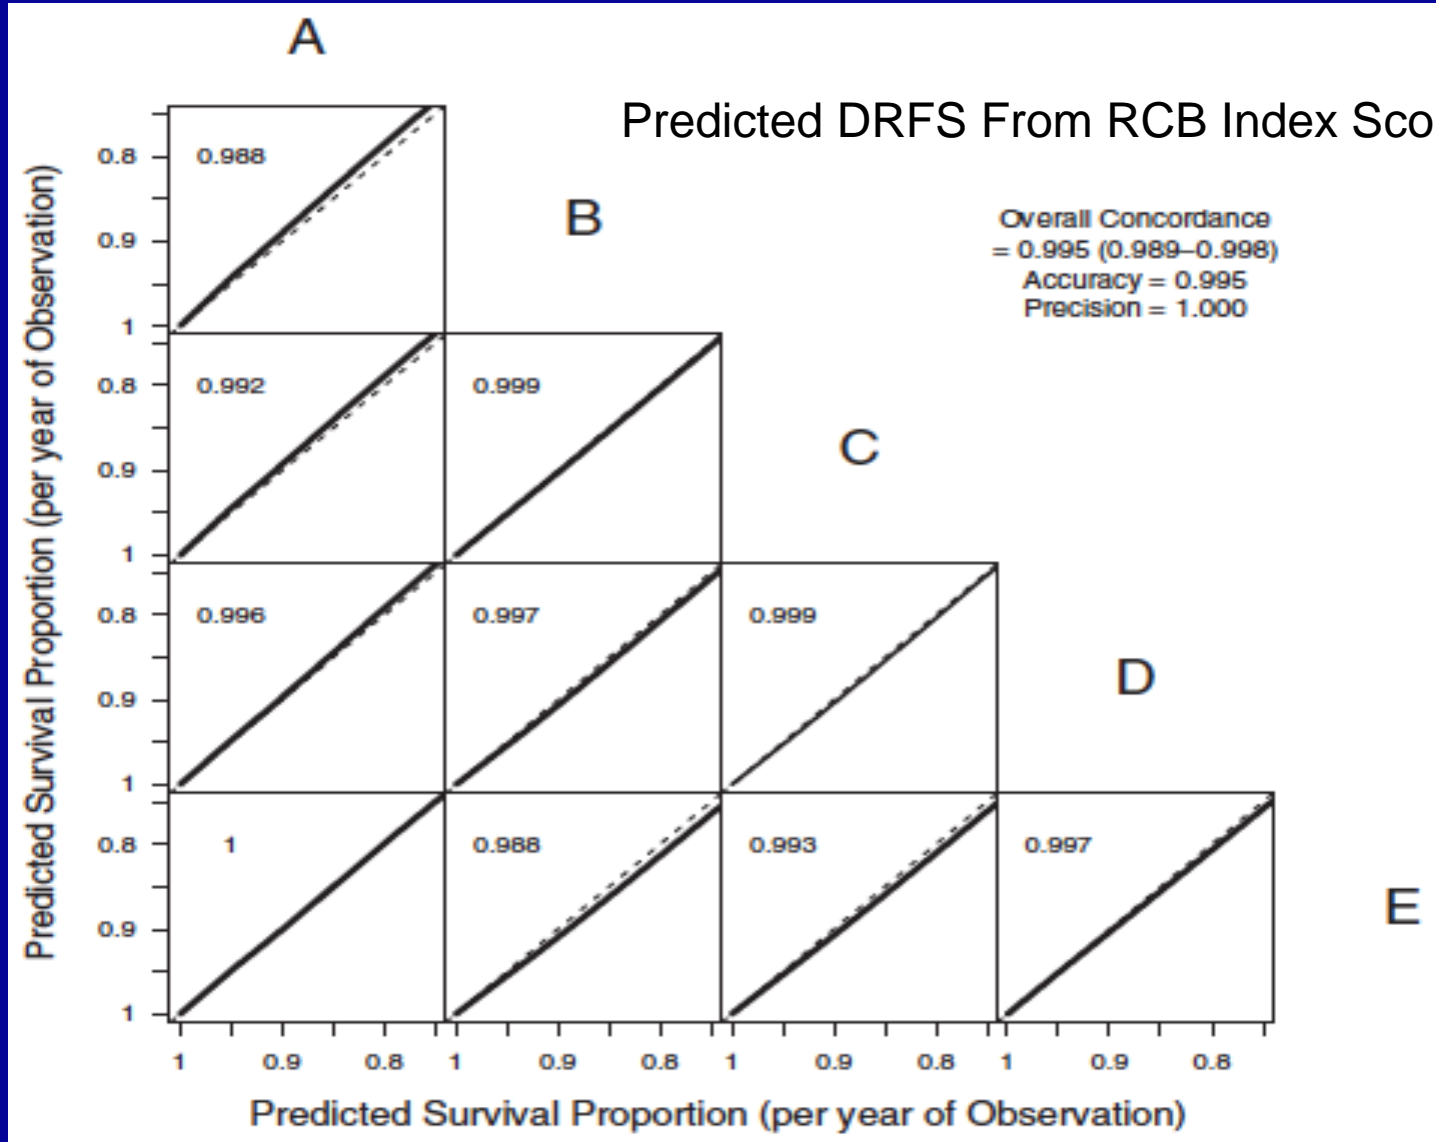 A
Predicted DRFS From RCB Index Sco
0.8
0.988
B
Overall Concordance
0.9
= 0.995 (0.989–0.998)
Accuracy = 0.995
Precision = 1.000
1
0.8
0.992
0.999
C
0.9
1
0.8
0.996
0.997
0.999
D
0.9
1
0.8
1
0.988
0.993
0.997
E
0.9
1
1 0.9 0.8 1 0.9 0.8 1 0.9 0.8 1 0.9 0.8
Predicted Survival Proportion (per year of Observation)
Predicted Survival Proportion (per year of Observation)